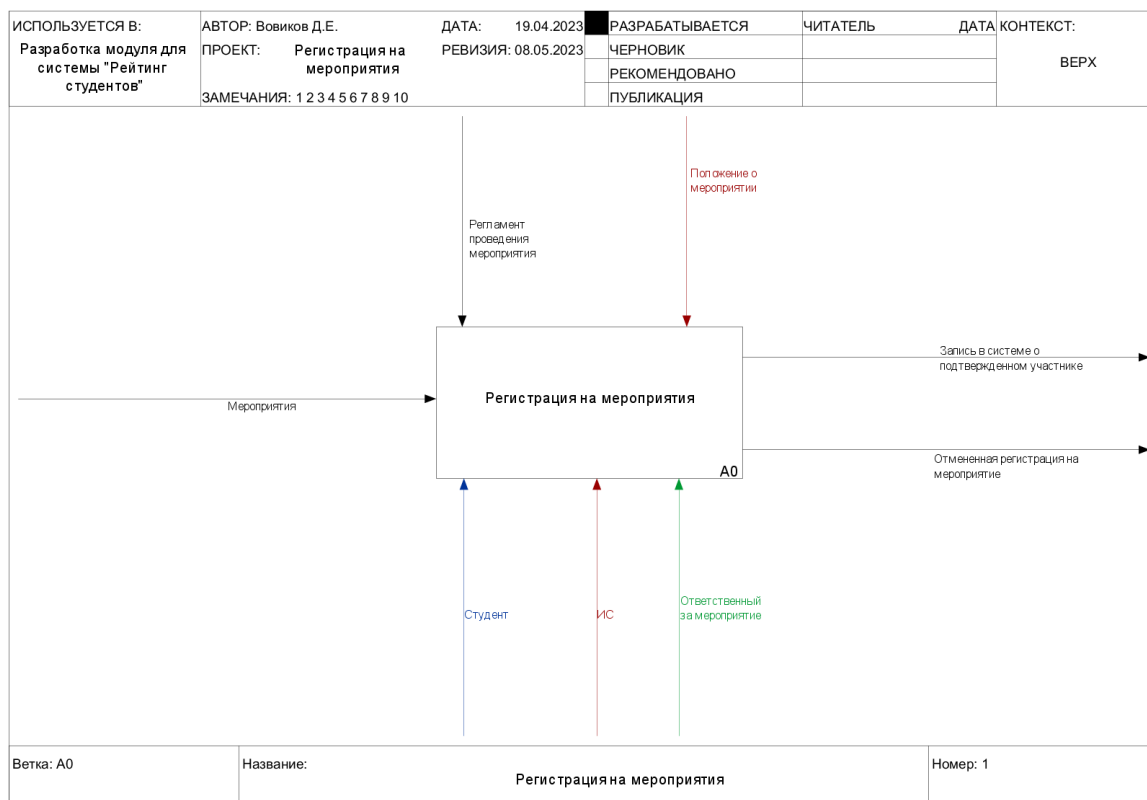 ИСПОЛЬЗУЕТСЯ В:
Разработка модуля для
системы "Рейтинг
студентов"
АВТОР: Вовиков Д.Е.
ДАТА: 19.04.2023
ПРОЕКТ: Регистрация на
мероприятия
РЕВИЗИЯ: 08.05.2023
ЗАМЕЧАНИЯ: 1 2 3 4 5 6 7 8 9 10
РАЗРАБАТЫВАЕТСЯ
ЧЕРНОВИК
РЕКОМЕНДОВАНО
ПУБЛИКАЦИЯ
ЧИТАТЕЛЬ
ДАТА
КОНТЕКСТ:
ВЕРХ
Положение о
мероприятии
Регламент
проведения
мероприятия
Запись в системе о
подтвержденном участнике
Регистрация на мероприятия
Мероприятия
A0
Отмененная регистрация на
мероприятие
Студент
ИС
Ответственный
за мероприятие
Ветка: A0
Название:
Регистрация на мероприятия
Номер: 1